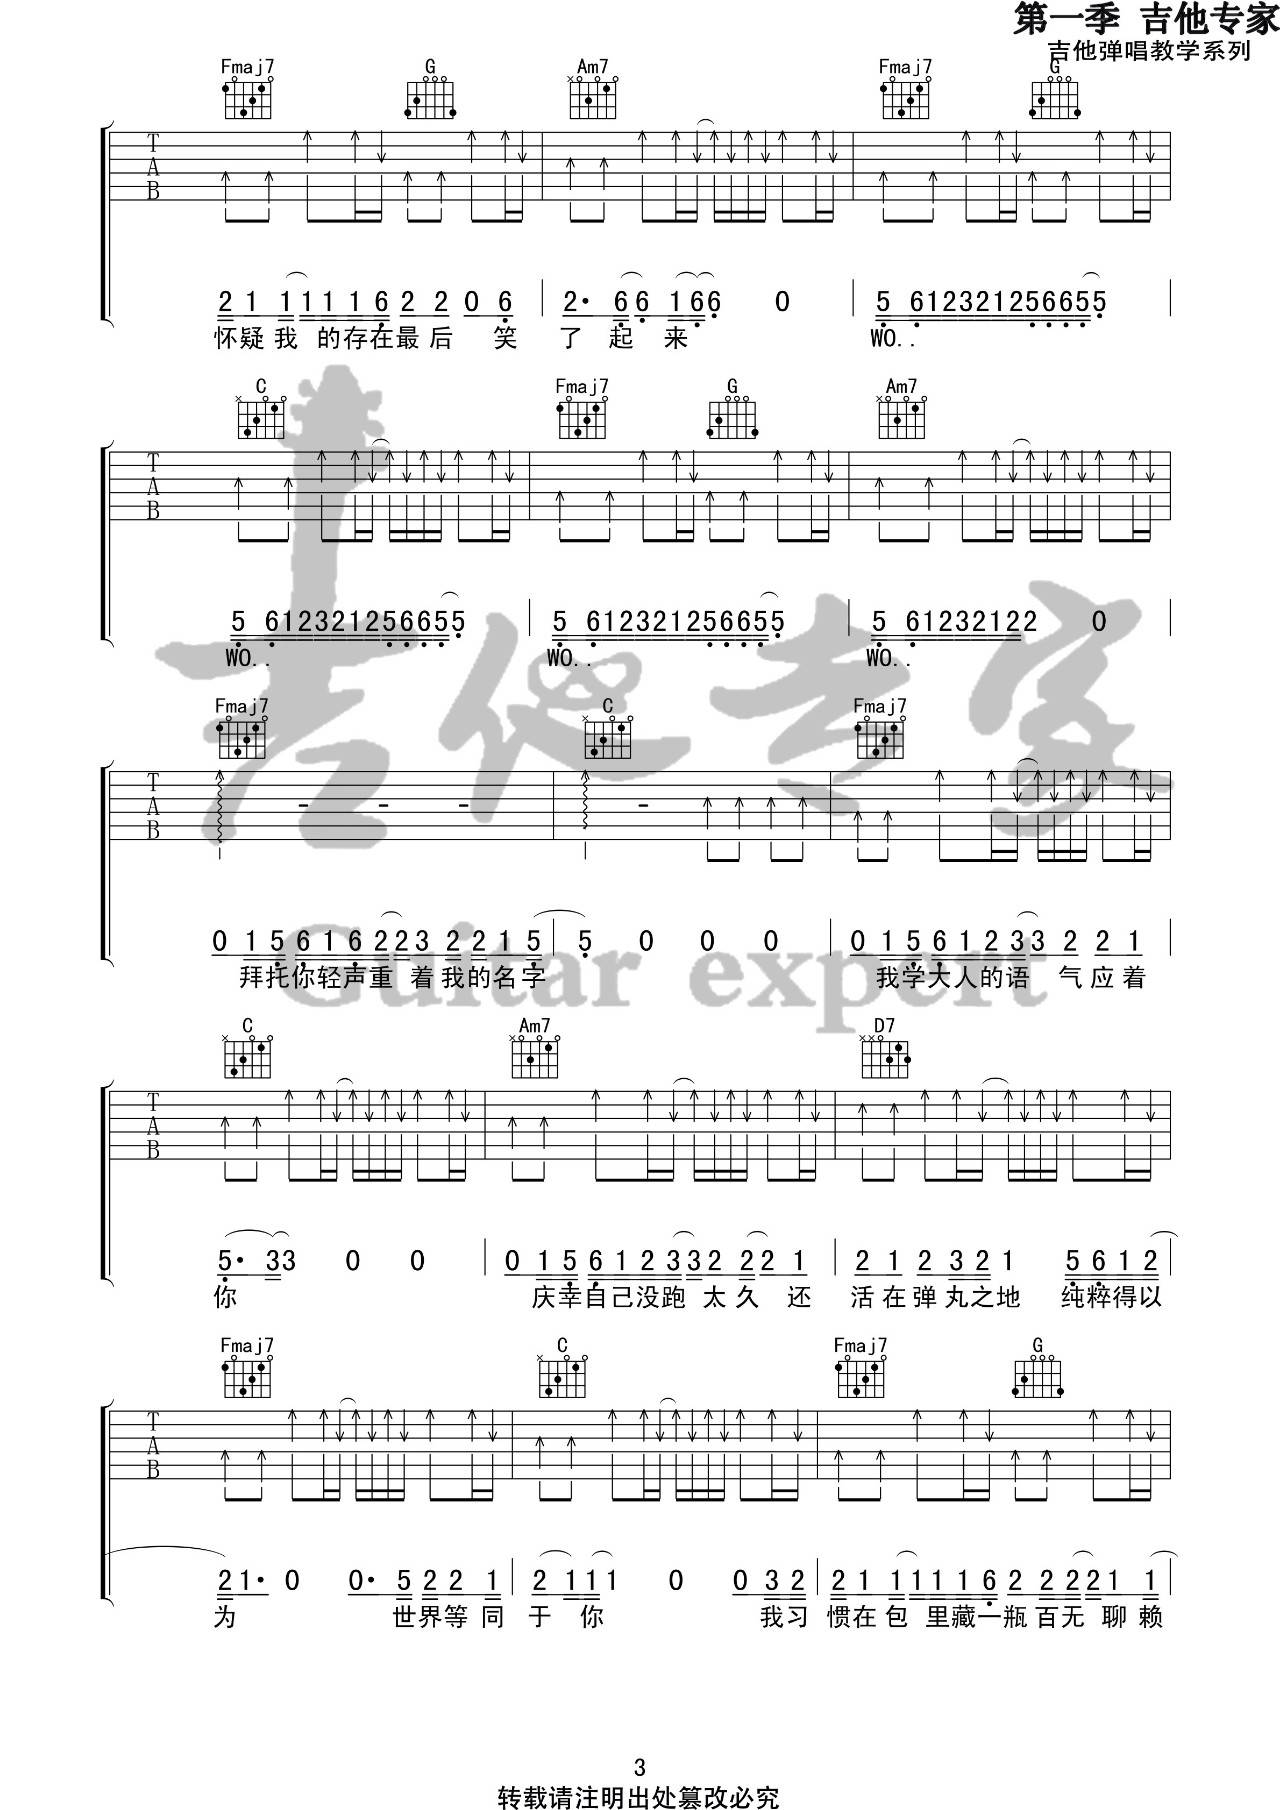 第一季 吉他专家
吉他弹唱教学系列
Fmaj7 G Am7 Fmaj7 G
T
A
B
2 1 1 1 1 1 6 2 2 0 6 | 2· 6 6 1 6 6 0 | 5 6 1 2 3 2 1 2 5 6 6 5 5 |
怀疑我 的存在最后 笑 了 起 来 WO..
C Fmaj7 G Am7
T
A
B
5 6 1 2 3 2 1 2 5 6 6 5 5 | 5 6 1 2 3 2 1 2 5 6 6 5 5 | 5 6 1 2 3 2 1 2 2 0 |
WO.. WO.. WO..
Fmaj7 C Fmaj7
T
A
B
0 1 5 6 1 6 2 2 3 2 2 1 5 | 5 0 0 0 | 0 1 5 6 1 2 3 3 2 2 1 |
拜托你轻声重 着我的名字 我学大人的语 气应着
吉他专家
Guitar expert
C Am7 D7
T
A
B
5· 3 3 0 0 | 0 1 5 6 1 2 3 3 2 2 2 1 | 2 1 2 3 2 1 5 6 1 2 |
你 庆幸自己没跑 太久 还 活在弹丸之地 纯粹得以
Fmaj7 C Fmaj7 G
T
A
B
2 1· 0 0· 5 2 2 1 | 2 1 1 1 0 0 3 2 | 2 1 1 1 1 1 6 2 2 2 2 1 1 |
为 世界等同 于 你 我习 惯在包 里藏一瓶百无 聊赖
3
转载请注明出处篡改必究